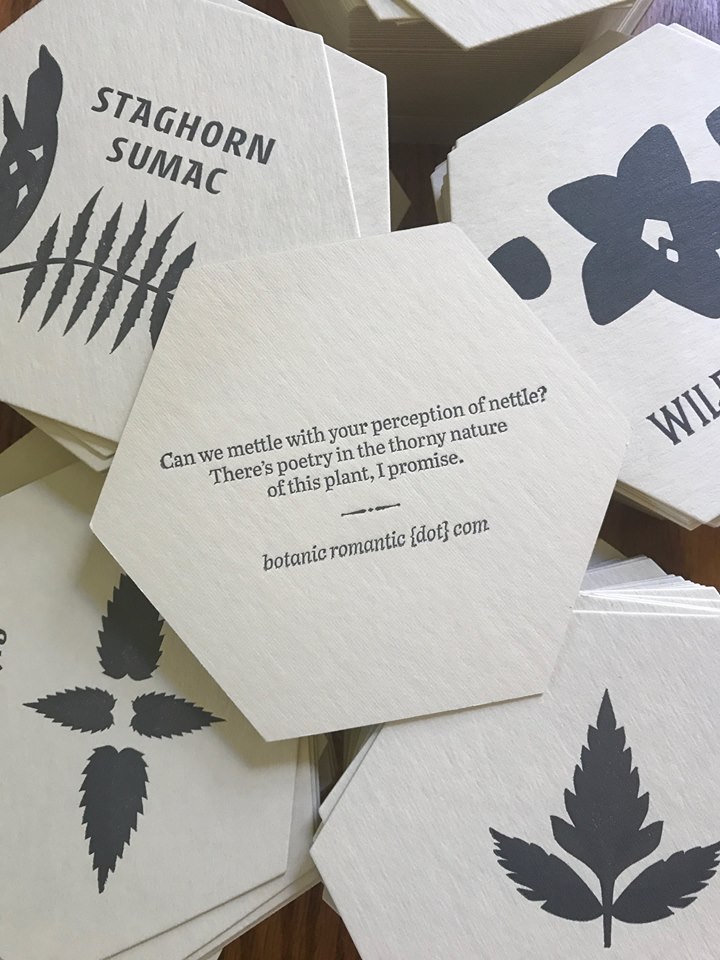 STAGHORN
SUMAC
Can we mettle with your perception of nettle?
There's poetry in the thorny nature
of this plant, I promise.
botanic romantic {dot} com